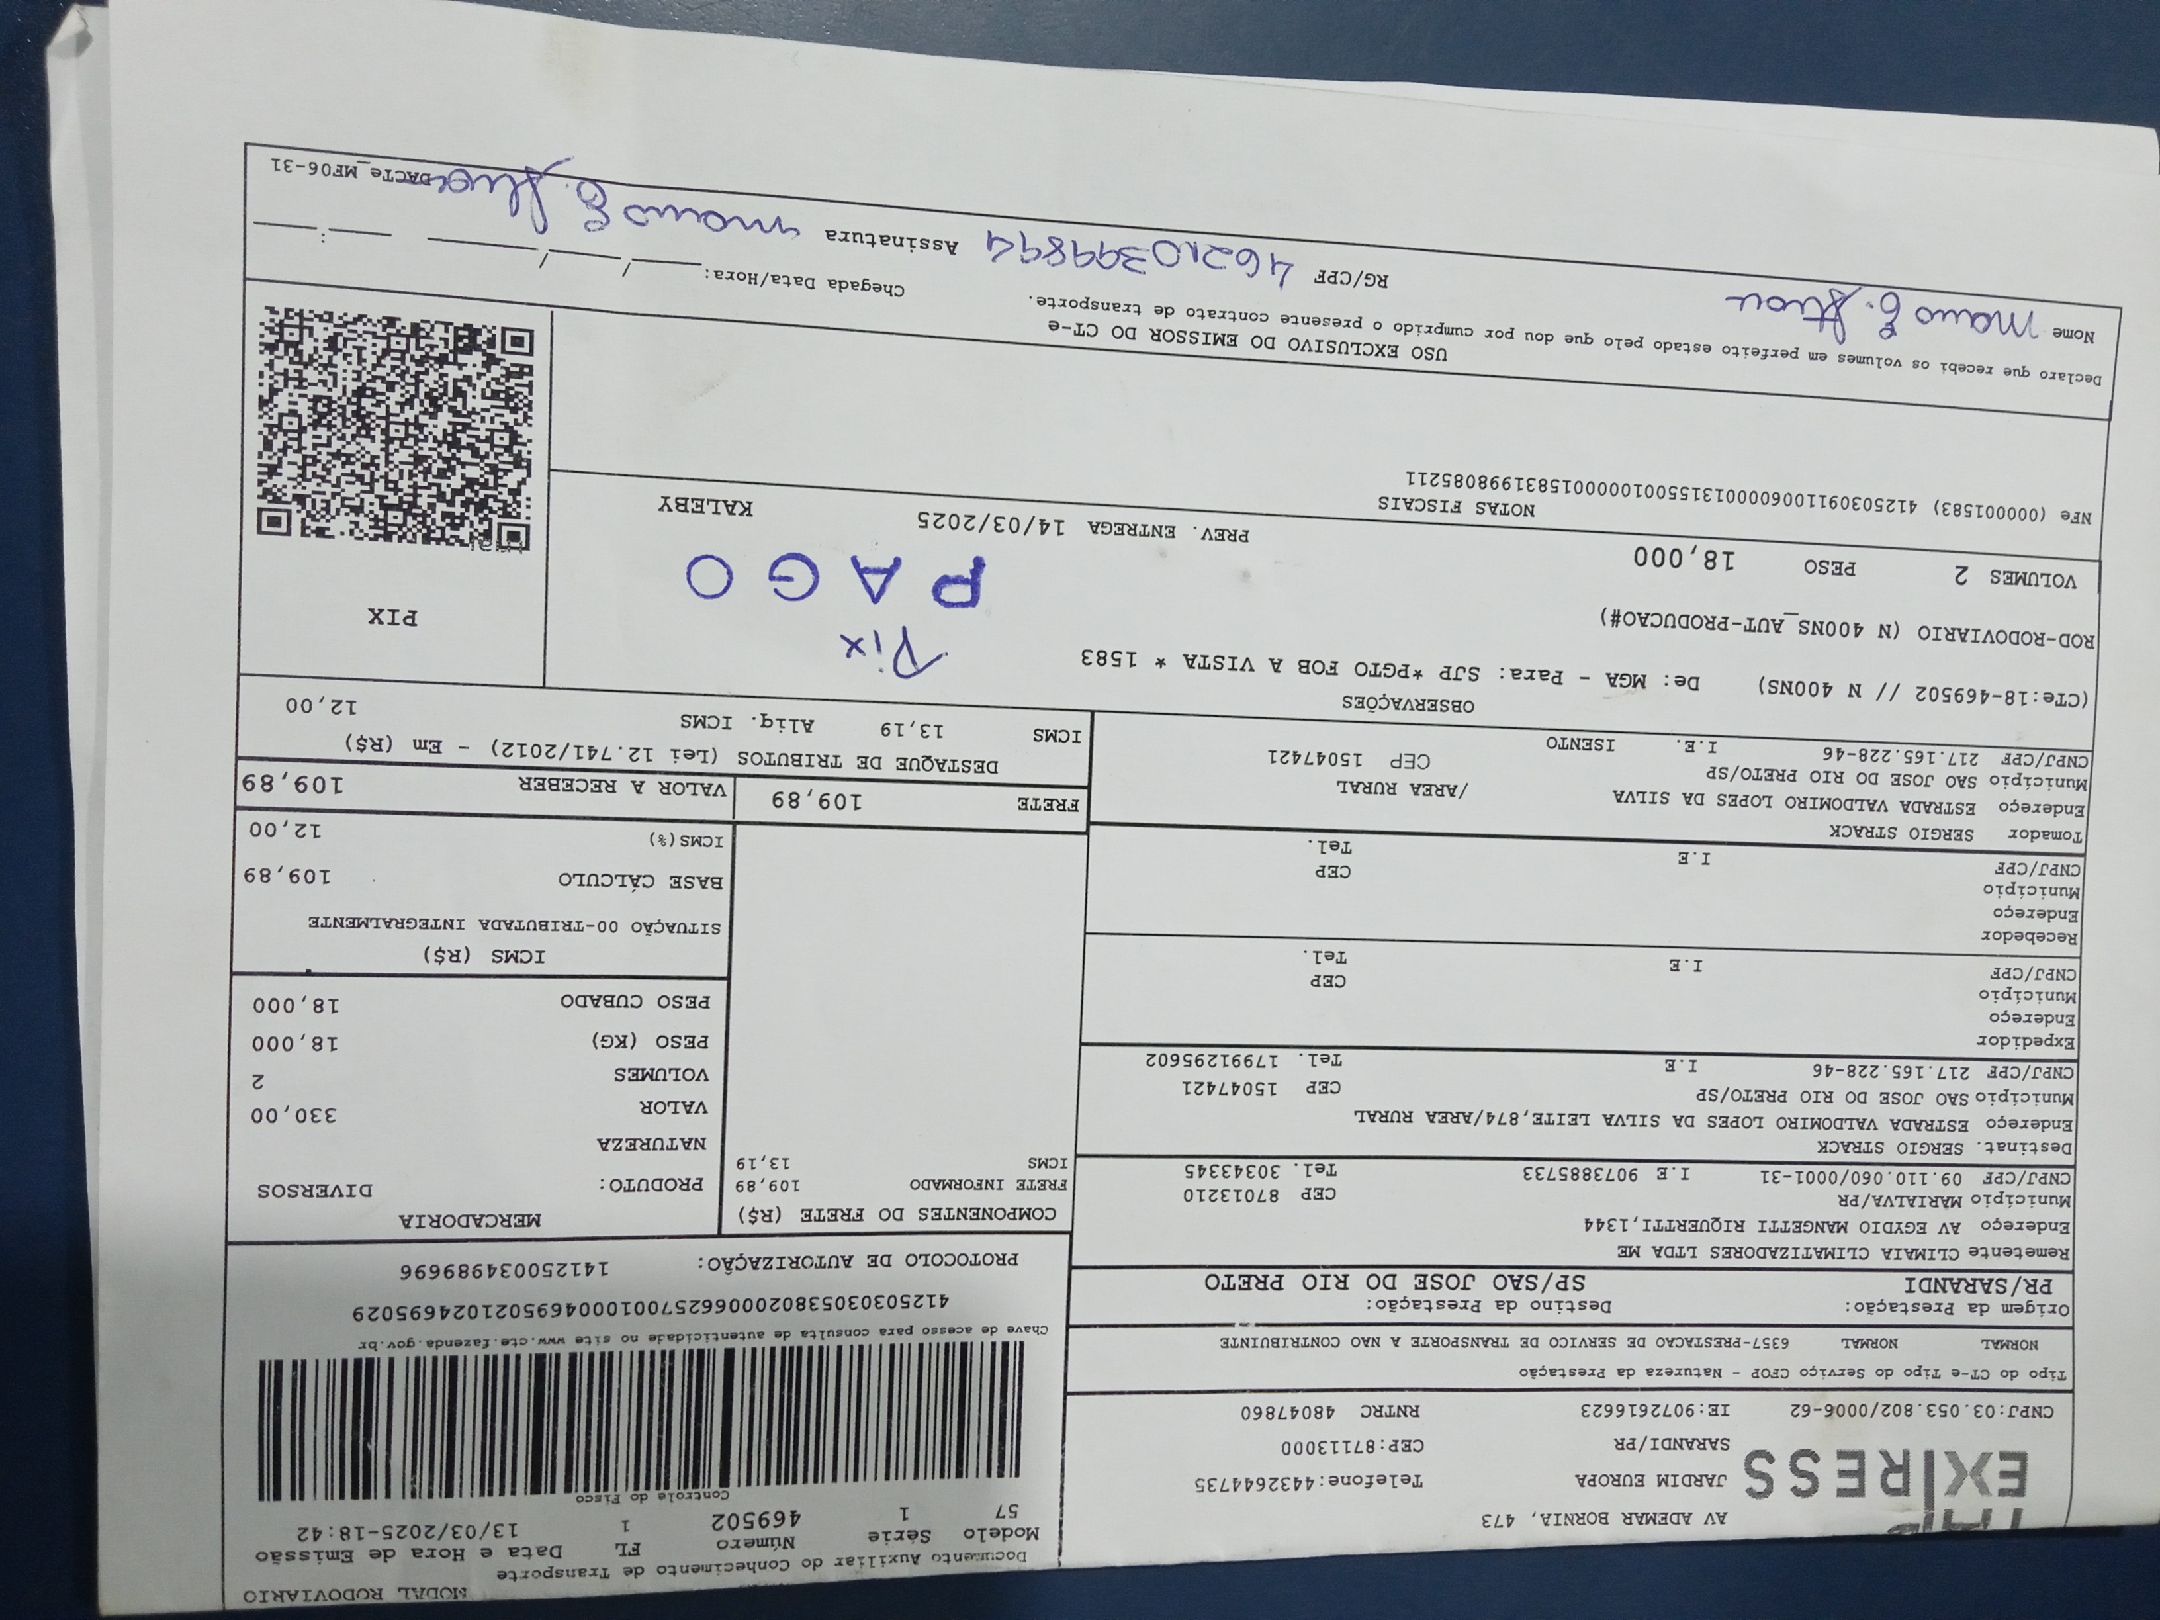 MODAL RODOVIARIO
Documento Auxiliar do Conhecimento de Transporte
Modelo Série Número FL Data e Hora de Emissão
57 1 469502 1 13/03/2025-18:42
Controle do Fisco
EXPRESS
AV ADEMAR BORNIA, 473
JARDIM EUROPA Telefone:4432644735
SARANDI/PR CEP:87113000
CNPJ:03.053.802/0006-62 IE:9072616623 RNTRC 48047860
Tipo do CT-e Tipo do Serviço CFOP - Natureza da Prestação
NORMAL NORMAL 6357-PRESTACAO DE SERVICO DE TRANSPORTE A NAO CONTRIBUINTE
Chave de acesso para consulta de autenticidade no site www.cte.fazenda.gov.br
41250303053802000662570010004695021024695029
PROTOCOLO DE AUTORIZAÇÃO: 141250034989696
Origem da Prestação: Destino da Prestação:
PR/SARANDI SP/SAO JOSE DO RIO PRETO
Remetente CLIMAIA CLIMATIZADORES LTDA ME
Endereço AV EGYDIO MANGETTI RIQUERTTI,1344
Município MARIALVA/PR CEP 87013210
CNPJ/CPF 09.110.060/0001-31 I.E 9073885733 Tel. 30343345
Destinat. SERGIO STRACK
Endereço ESTRADA VALDOMIRO LOPES DA SILVA LEITE,874/AREA RURAL
Município SAO JOSE DO RIO PRETO/SP CEP 15047421
CNPJ/CPF 217.165.228-46 I.E Tel. 17991295602
Expedidor
Endereço
Município CEP
CNPJ/CPF I.E Tel.
Recebedor
Endereço
Município CEP
CNPJ/CPF I.E Tel.
Tomador SERGIO STRACK
Endereço ESTRADA VALDOMIRO LOPES DA SILVA /AREA RURAL
Município SAO JOSE DO RIO PRETO/SP CEP 15047421
CNPJ/CPF 217.165.228-46 I.E. ISENTO
COMPONENTES DO FRETE (R$)
FRETE INFORMADO 109,89
ICMS 13,19
MERCADORIA
PRODUTO: DIVERSOS
NATUREZA
VALOR 330,00
VOLUMES 2
PESO (KG) 18,000
PESO CUBADO 18,000
ICMS (R$)
SITUAÇÃO 00-TRIBUTADA INTEGRALMENTE
BASE CÁLCULO 109,89
ICMS(%) 12,00
FRETE 109,89 VALOR A RECEBER 109,89
DESTAQUE DE TRIBUTOS (Lei 12.741/2012) - Em (R$)
ICMS 13,19 Aliq. ICMS 12,00
OBSERVAÇÕES
(CTe:18-469502 // N 400NS) De: MGA - Para: SJP *PGTO FOB A VISTA * 1583
ROD-RODOVIARIO (N 400NS_AUT-PRODUCAO#)
Pix
PAGO
PIX
VOLUMES 2 PESO 18,000 PREV. ENTREGA 14/03/2025 KALEBY
NOTAS FISCAIS
NFe (000001583) 41250309110060000131550010000015831998085211
USO EXCLUSIVO DO EMISSOR DO CT-e
Declaro que recebi os volumes em perfeito estado pelo que dou por cumprido o presente contrato de transporte.
Chegada Data/Hora: ____/____/____ ____:____
Nome RG/CPF 46210399894 Assinatura
DACTe_MF06-31